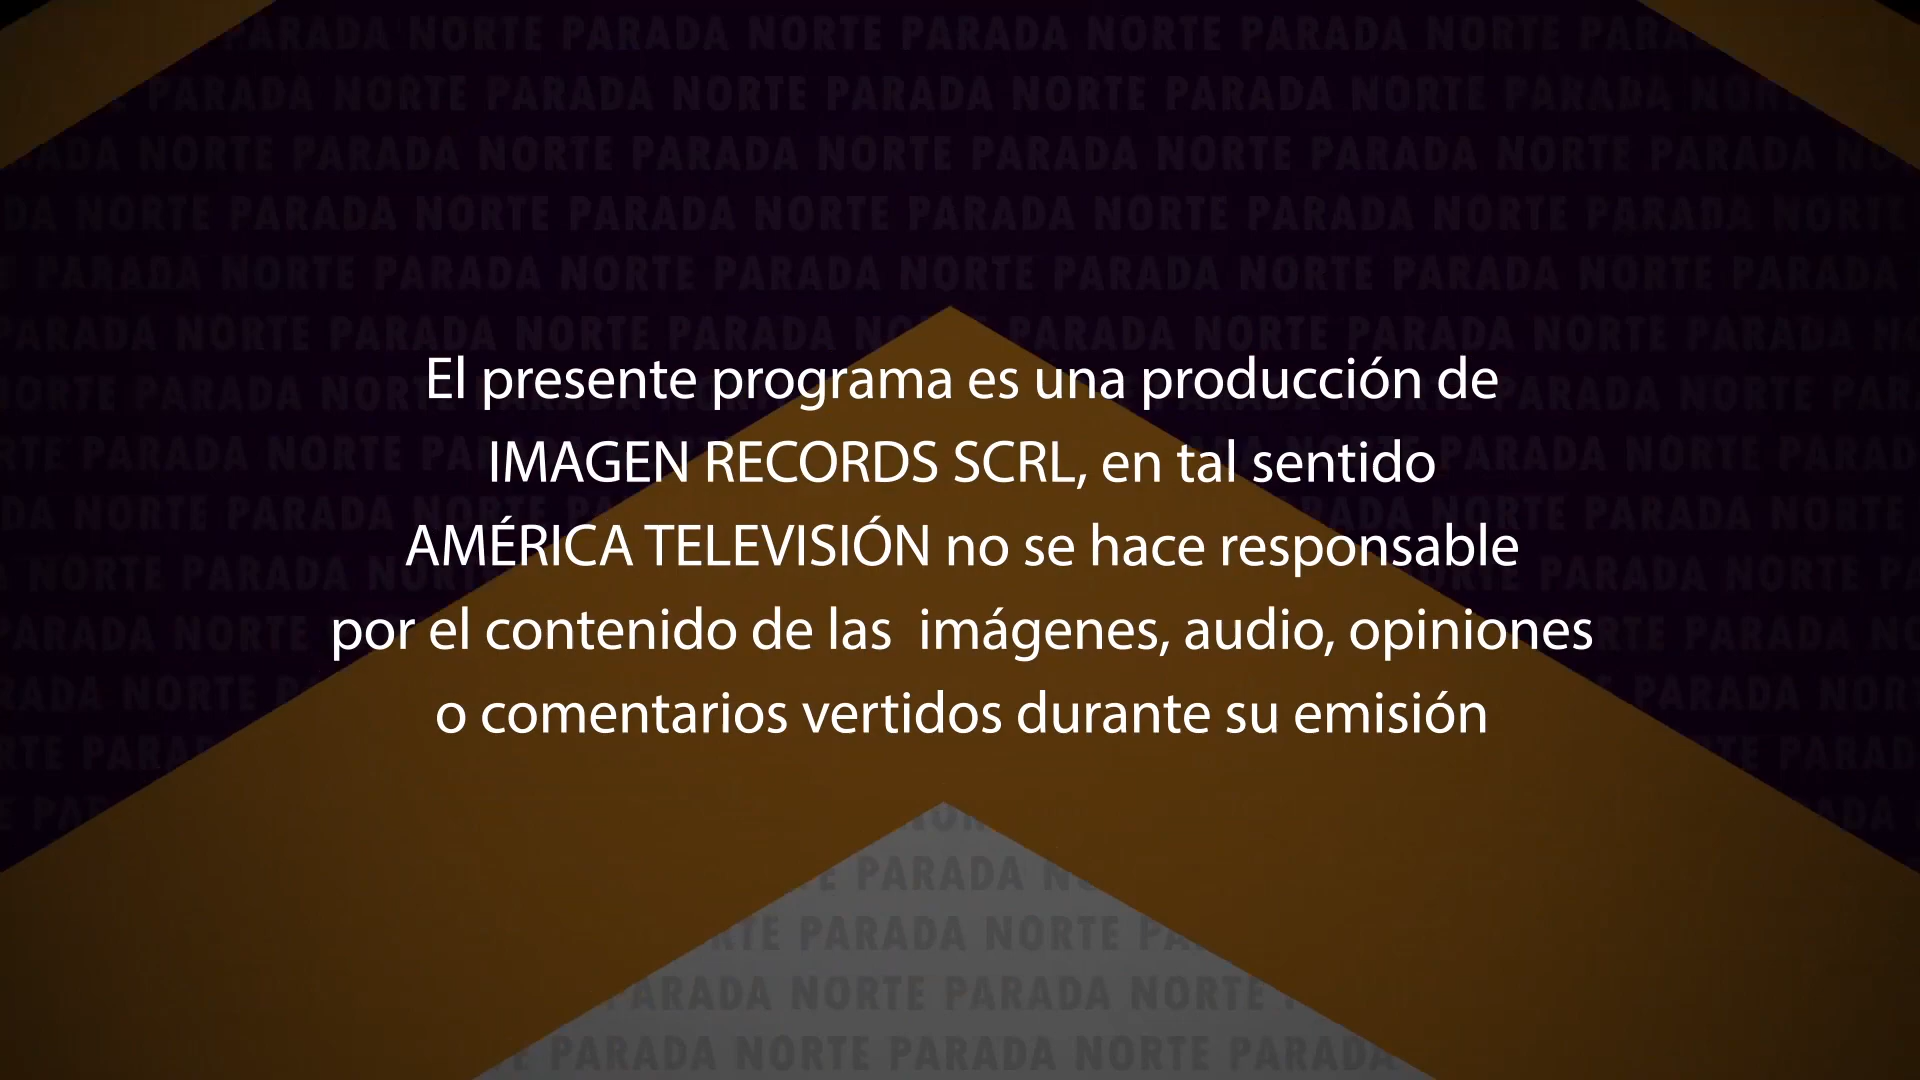 El presente programa es una producción de
IMAGEN RECORDS SCRL, en tal sentido
AMÉRICA TELEVISIÓN no se hace responsable
por el contenido de las  imágenes, audio, opiniones
o comentarios vertidos durante su emisión